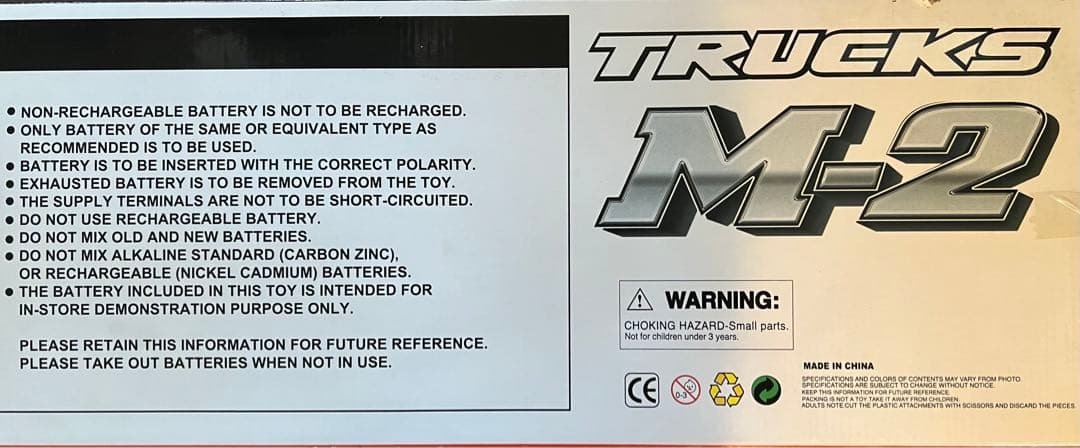 • NON-RECHARGEABLE BATTERY IS NOT TO BE RECHARGED.
• ONLY BATTERY OF THE SAME OR EQUIVALENT TYPE AS
RECOMMENDED IS TO BE USED.
• BATTERY IS TO BE INSERTED WITH THE CORRECT POLARITY.
• EXHAUSTED BATTERY IS TO BE REMOVED FROM THE TOY.
• THE SUPPLY TERMINALS ARE NOT TO BE SHORT-CIRCUITED.
• DO NOT USE RECHARGEABLE BATTERY.
• DO NOT MIX OLD AND NEW BATTERIES.
• DO NOT MIX ALKALINE STANDARD (CARBON ZINC),
OR RECHARGEABLE (NICKEL CADMIUM) BATTERIES.
• THE BATTERY INCLUDED IN THIS TOY IS INTENDED FOR
IN-STORE DEMONSTRATION PURPOSE ONLY.
PLEASE RETAIN THIS INFORMATION FOR FUTURE REFERENCE.
PLEASE TAKE OUT BATTERIES WHEN NOT IN USE.
TRUCKS
M-2
WARNING:
CHOKING HAZARD-Small parts.
Not for children under 3 years.
CE
0-3
MADE IN CHINA
SPECIFICATIONS AND COLORS OF CONTENTS MAY VARY FROM PHOTO
SPECIFICATIONS ARE SUBJECT TO CHANGE WITHOUT NOTICE.
KEEP THIS INFORMATION FOR FUTURE REFERENCE.
PACKING IS NOT A TOY TAKE IT AWAY FROM CHILDREN.
ADULTS NOTE:CUT THE PLASTIC ATTACHMENTS WITH SCISSORS AND DISCARD THE PIECES